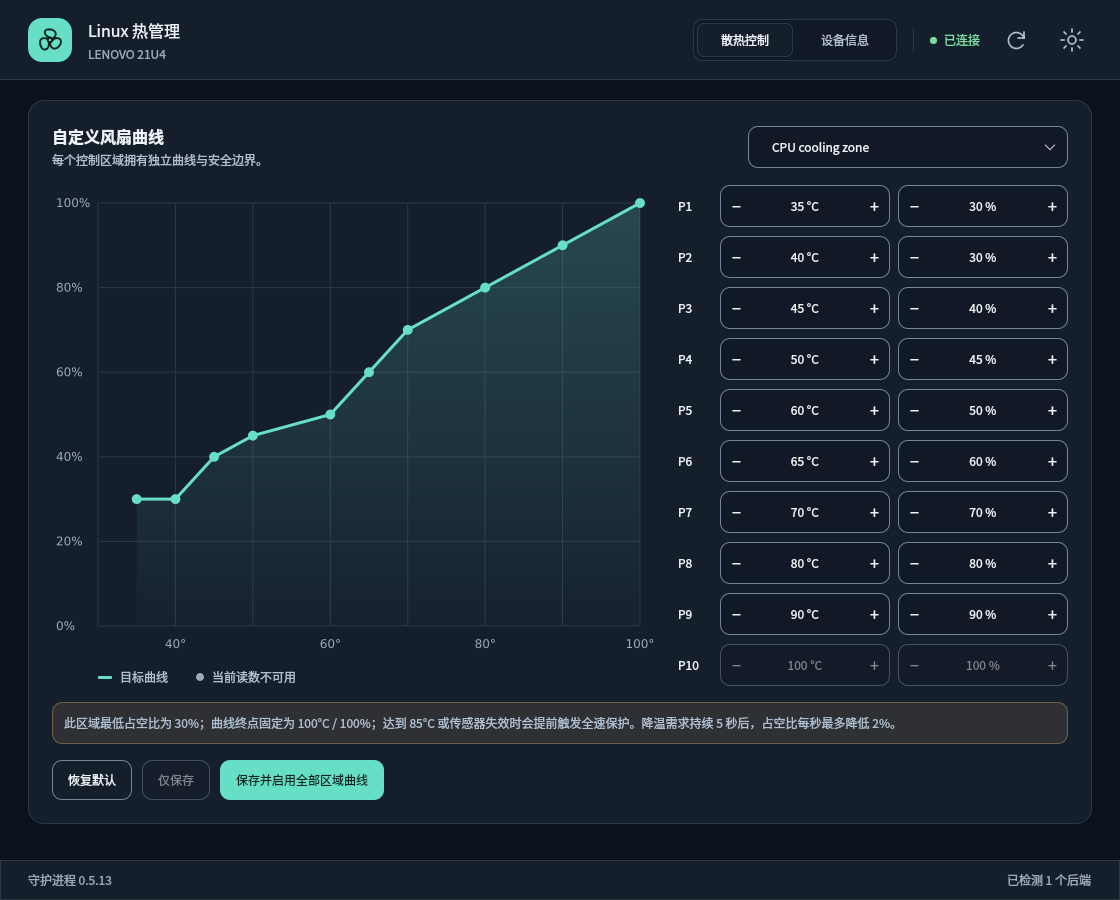 Linux 热管理
LENOVO 21U4
散热控制
设备信息
已连接
自定义风扇曲线
每个控制区域拥有独立曲线与安全边界。
CPU cooling zone
100%
80%
60%
40%
20%
0%
40°
60°
80°
100°
目标曲线
当前读数不可用
P1 − 35 °C + − 30 % +
P2 − 40 °C + − 30 % +
P3 − 45 °C + − 40 % +
P4 − 50 °C + − 45 % +
P5 − 60 °C + − 50 % +
P6 − 65 °C + − 60 % +
P7 − 70 °C + − 70 % +
P8 − 80 °C + − 80 % +
P9 − 90 °C + − 90 % +
P10 − 100 °C + − 100 % +
此区域最低占空比为 30%；曲线终点固定为 100°C / 100%；达到 85°C 或传感器失效时会提前触发全速保护。降温需求持续 5 秒后，占空比每秒最多降低 2%。
恢复默认
仅保存
保存并启用全部区域曲线
守护进程 0.5.13
已检测 1 个后端